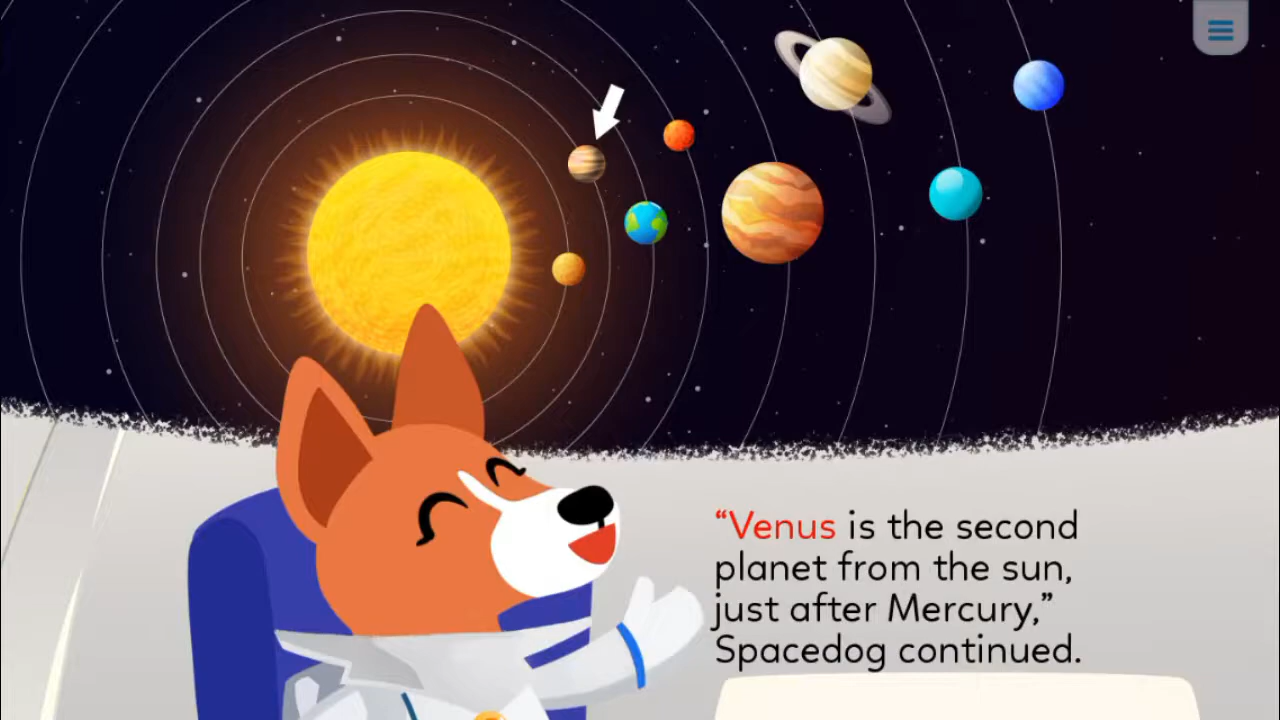 “Venus is the second
planet from the sun,
just after Mercury,”
Spacedog continued.